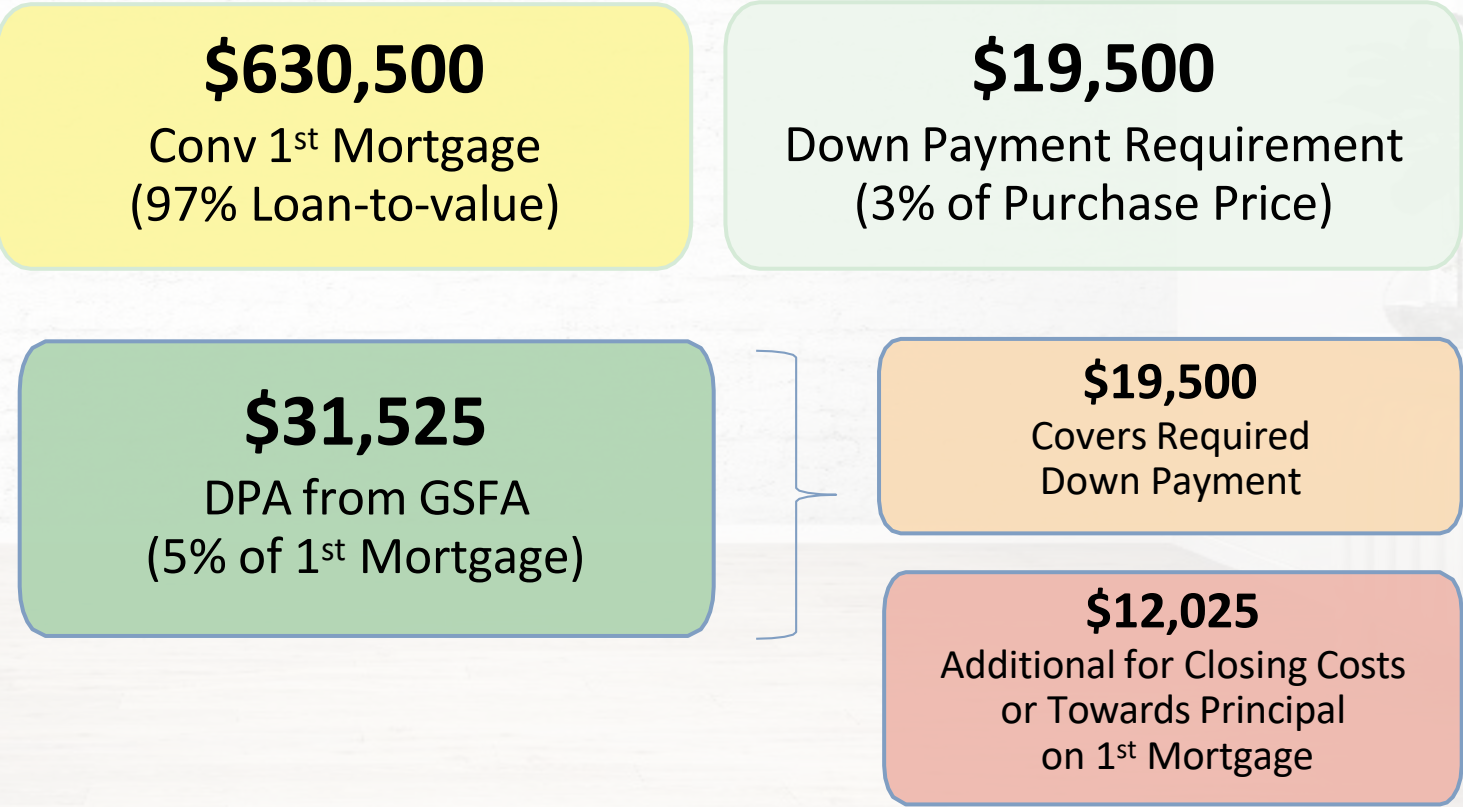 $630,500
Conv 1st Mortgage
(97% Loan-to-value)
$19,500
Down Payment Requirement
(3% of Purchase Price)
$31,525
DPA from GSFA
(5% of 1st Mortgage)
$19,500
Covers Required
Down Payment
$12,025
Additional for Closing Costs
or Towards Principal
on 1st Mortgage